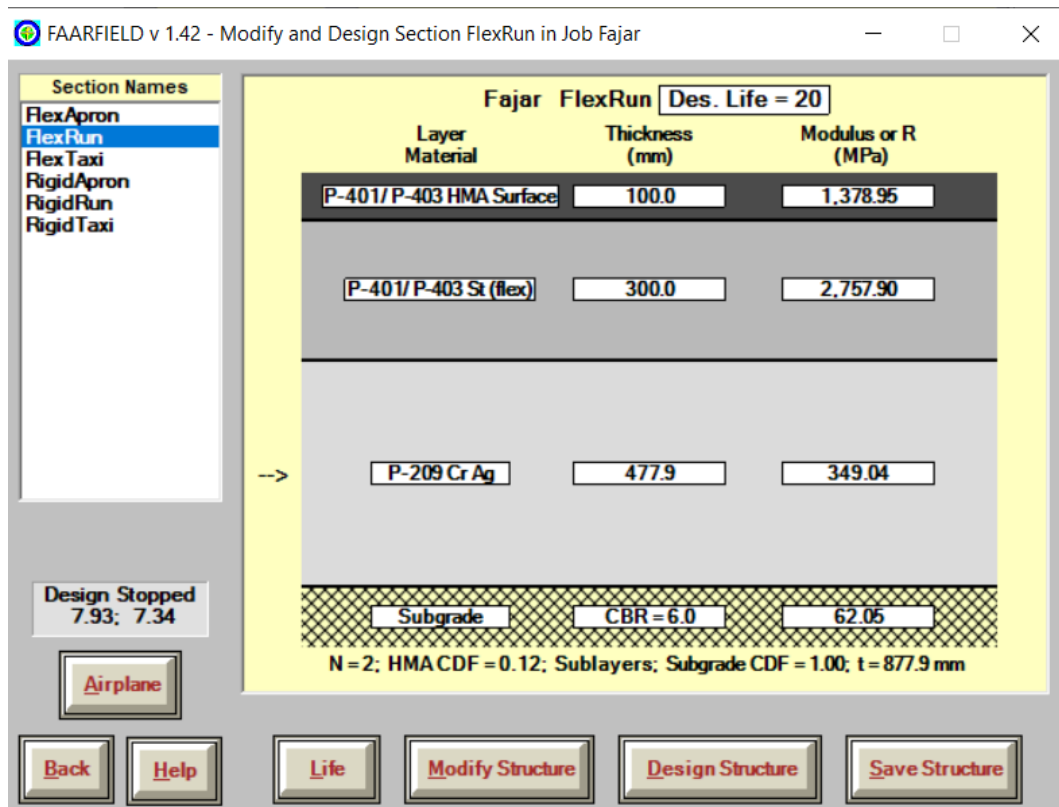 FAARFIELD v 1.42 - Modify and Design Section FlexRun in Job Fajar
Section Names
FlexApron
FlexRun
FlexTaxi
RigidApron
RigidRun
RigidTaxi
Design Stopped
7.93; 7.34
Airplane
Back Help
Fajar FlexRun Des. Life = 20
Layer Thickness Modulus or R
Material (mm) (MPa)
P-401/ P-403 HMA Surface 100.0 1,378.95
P-401/ P-403 St (flex) 300.0 2,757.90
--> P-209 Cr Ag 477.9 349.04
Subgrade CBR = 6.0 62.05
N = 2; HMA CDF = 0.12; Sublayers; Subgrade CDF = 1.00; t = 877.9 mm
Life Modify Structure Design Structure Save Structure